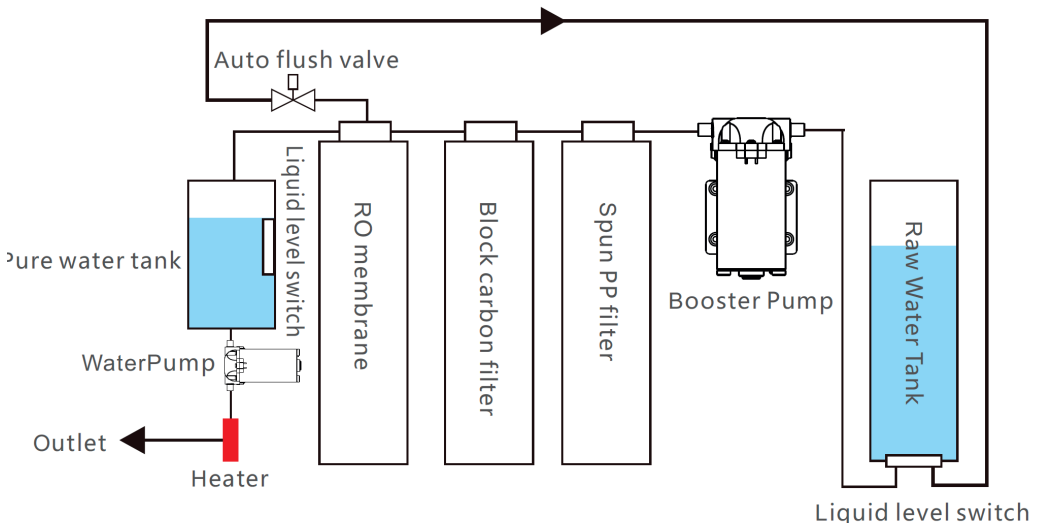 Auto flush valve
Liquid level switch
RO membrane
Block carbon filter
Spun PP filter
Raw Water Tank
Pure water tank
Booster Pump
WaterPump
Outlet
Heater
Liquid level switch